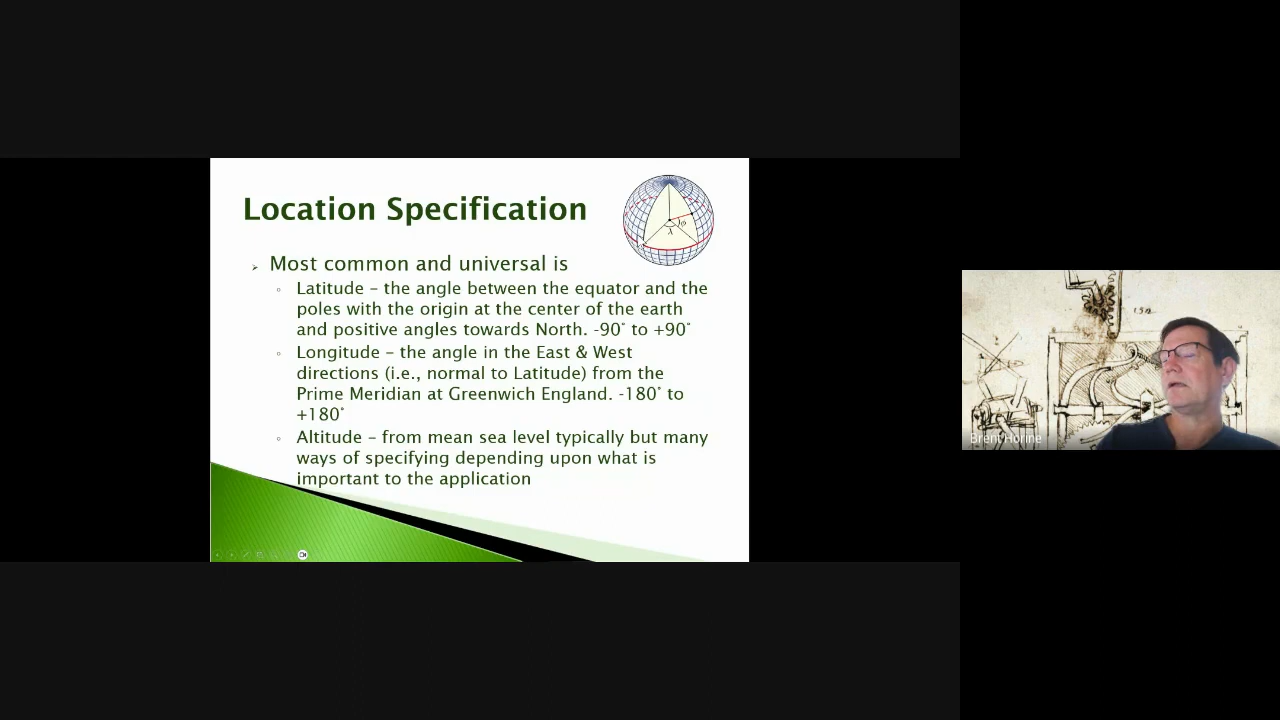 Location Specification
Most common and universal is
Latitude – the angle between the equator and the
poles with the origin at the center of the earth
and positive angles towards North. -90° to +90°
Longitude – the angle in the East & West
directions (i.e., normal to Latitude) from the
Prime Meridian at Greenwich England. -180° to
+180°
Altitude – from mean sea level typically but many
ways of specifying depending upon what is
important to the application
λ
φ
Brent Horine